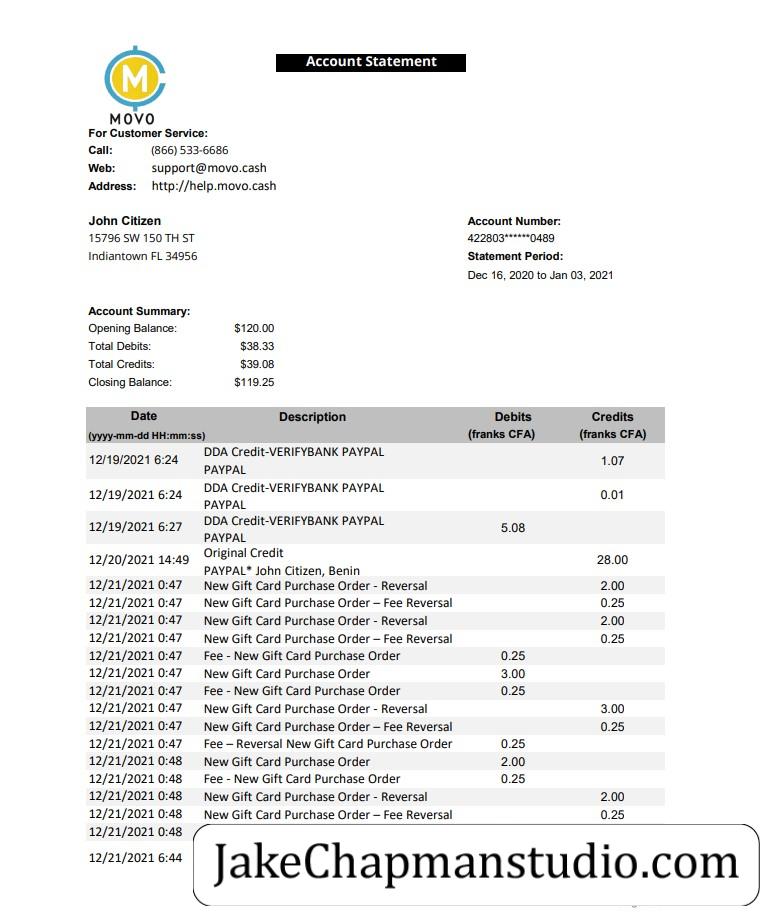 Account Statement
M
MOVO
For Customer Service:
Call: (866) 533-6686
Web: support@movo.cash
Address: http://help.movo.cash
John Citizen
15796 SW 150 TH ST
Indiantown FL 34956
Account Number:
422803******0489
Statement Period:
Dec 16, 2020 to Jan 03, 2021
Account Summary:
Opening Balance: $120.00
Total Debits: $38.33
Total Credits: $39.08
Closing Balance: $119.25
Date Description Debits Credits
(yyyy-mm-dd HH:mm:ss) (franks CFA) (franks CFA)
12/19/2021 6:24 DDA Credit-VERIFYBANK PAYPAL 1.07
PAYPAL
12/19/2021 6:24 DDA Credit-VERIFYBANK PAYPAL 0.01
PAYPAL
12/19/2021 6:27 DDA Credit-VERIFYBANK PAYPAL 5.08
PAYPAL
12/20/2021 14:49 Original Credit 28.00
PAYPAL* John Citizen, Benin
12/21/2021 0:47 New Gift Card Purchase Order - Reversal 2.00
12/21/2021 0:47 New Gift Card Purchase Order – Fee Reversal 0.25
12/21/2021 0:47 New Gift Card Purchase Order - Reversal 2.00
12/21/2021 0:47 New Gift Card Purchase Order – Fee Reversal 0.25
12/21/2021 0:47 Fee - New Gift Card Purchase Order 0.25
12/21/2021 0:47 New Gift Card Purchase Order 3.00
12/21/2021 0:47 Fee - New Gift Card Purchase Order 0.25
12/21/2021 0:47 New Gift Card Purchase Order - Reversal 3.00
12/21/2021 0:47 New Gift Card Purchase Order – Fee Reversal 0.25
12/21/2021 0:47 Fee – Reversal New Gift Card Purchase Order 0.25
12/21/2021 0:48 New Gift Card Purchase Order 2.00
12/21/2021 0:48 Fee - New Gift Card Purchase Order 0.25
12/21/2021 0:48 New Gift Card Purchase Order - Reversal 2.00
12/21/2021 0:48 New Gift Card Purchase Order – Fee Reversal 0.25
12/21/2021 0:48
12/21/2021 6:44
JakeChapmanstudio.com